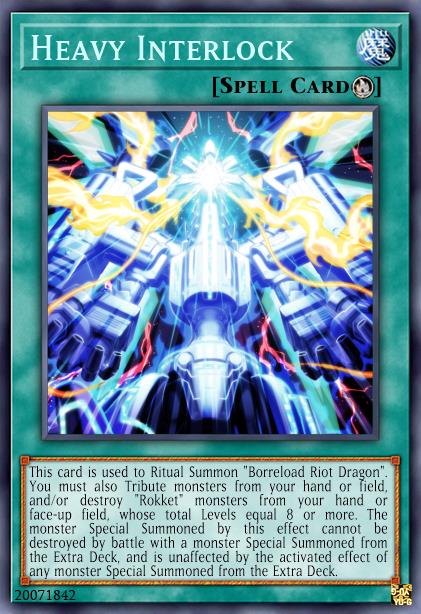 Heavy Interlock
[Spell Card]
This card is used to Ritual Summon "Borreload Riot Dragon".
You must also Tribute monsters from your hand or field,
and/or destroy "Rokket" monsters from your hand or
face-up field, whose total Levels equal 8 or more. The
monster Special Summoned by this effect cannot be
destroyed by battle with a monster Special Summoned from
the Extra Deck, and is unaffected by the activated effect of
any monster Special Summoned from the Extra Deck.
20071842